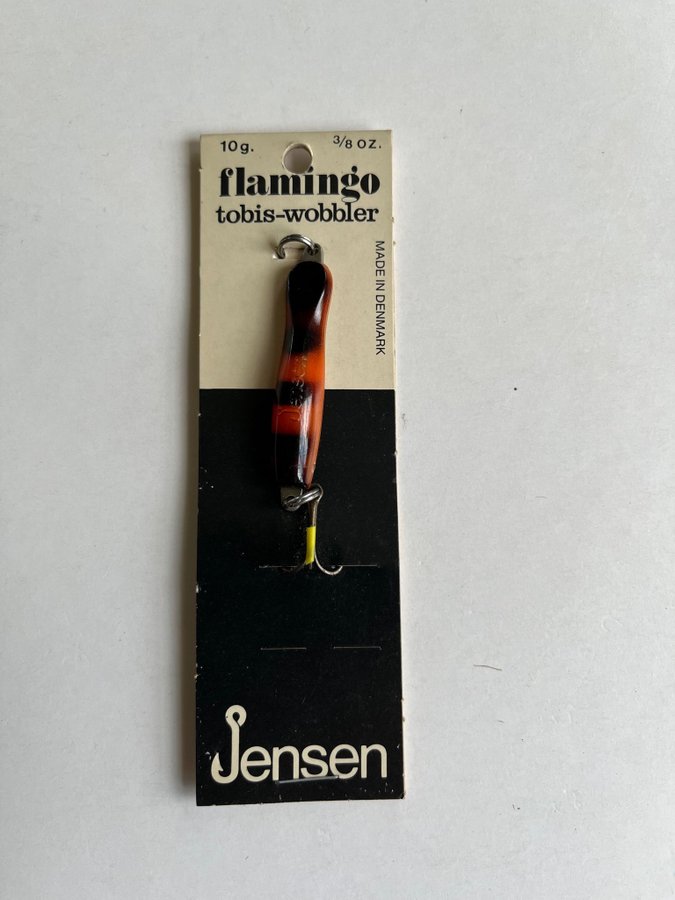 10g. 3/8 OZ.
flamingo
tobis-wobbler
MADE IN DENMARK
Jensen